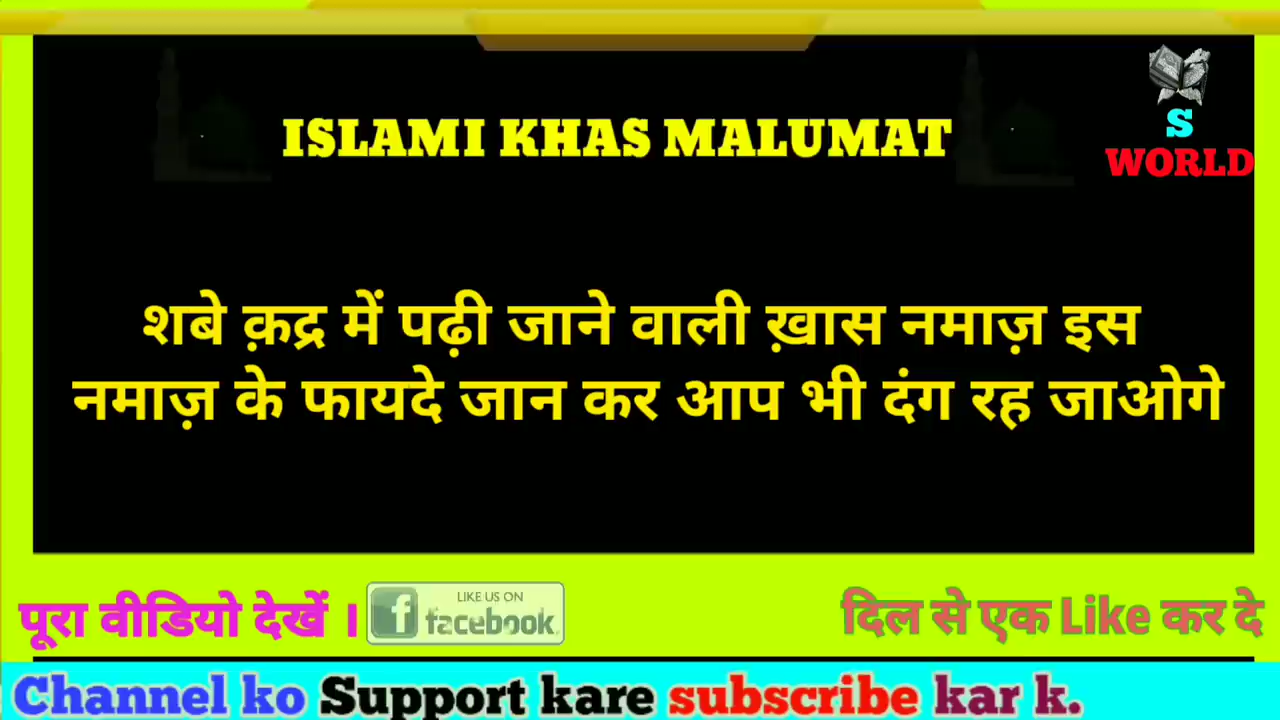 ISLAMI KHAS MALUMAT
S
WORLD
शबे क़द्र में पढ़ी जाने वाली ख़ास नमाज़ इस
नमाज़ के फायदे जान कर आप भी दंग रह जाओगे
पूरा वीडियो देखें ।
LIKE US ON
facebook.
दिल से एक Like कर दे
Channel ko Support kare subscribe kar k.